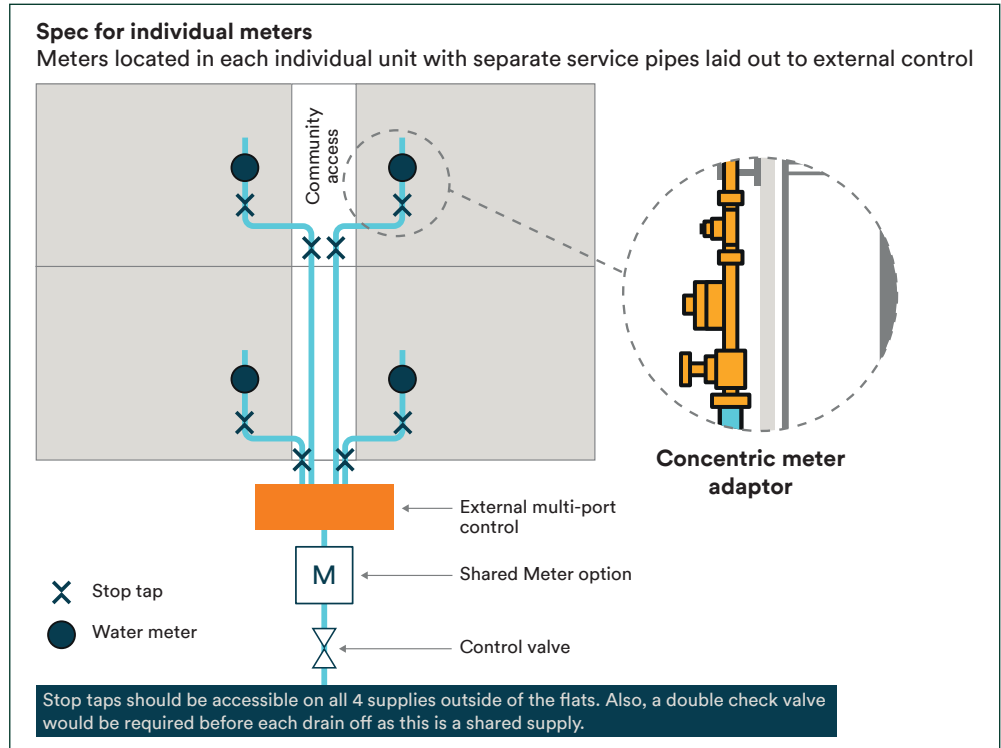 Spec for individual meters
Meters located in each individual unit with separate service pipes laid out to external control
Community
access
Concentric meter
adaptor
External multi-port
control
M
Shared Meter option
Stop tap
Water meter
Control valve
Stop taps should be accessible on all 4 supplies outside of the flats. Also, a double check valve
would be required before each drain off as this is a shared supply.